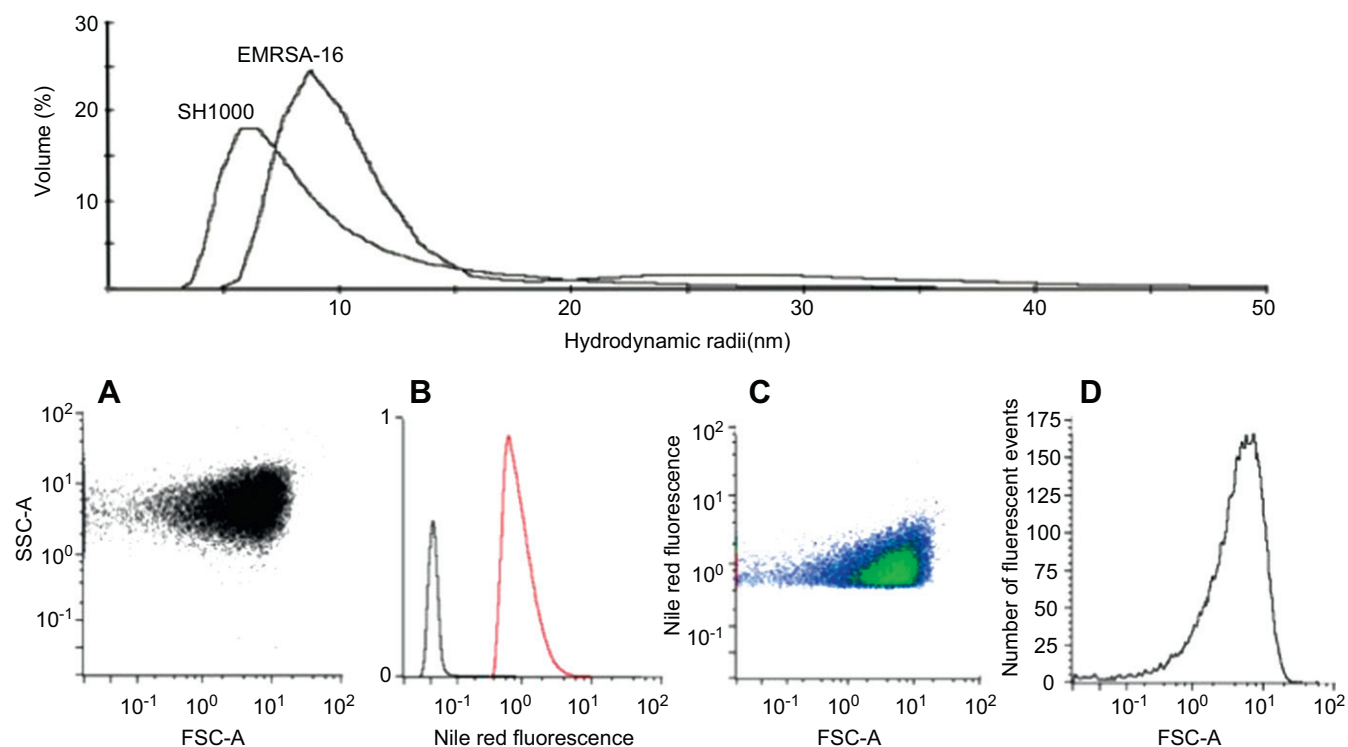 30
EMRSA-16
SH1000
20
Volume (%)
10
0
10
20
30
40
50
Hydrodynamic radii(nm)
A
B
C
D
10²
10¹
10⁰
10⁻¹
SSC-A
10⁻¹ 10⁰ 10¹ 10²
FSC-A
1
0
10⁻¹ 10⁰ 10¹ 10²
Nile red fluorescence
10²
10¹
10⁰
10⁻¹
Nile red fluorescence
10⁻¹ 10⁰ 10¹ 10²
FSC-A
175
150
125
100
75
50
25
0
Number of fluerescent events
10⁻¹ 10⁰ 10¹ 10²
FSC-A